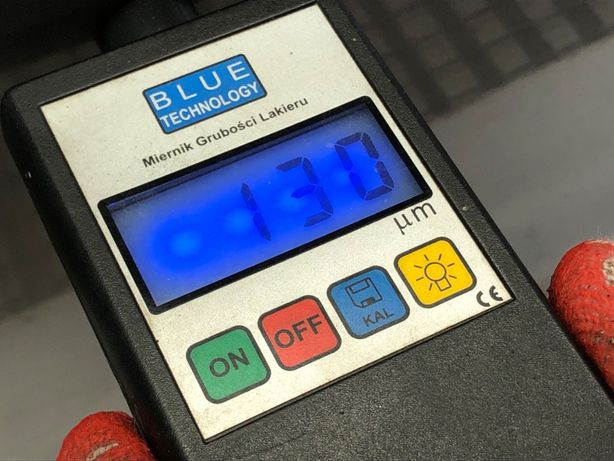 BLUE
TECHNOLOGY
Miernik Grubości Lakieru
130
μm
ON
OFF
KAL
CE